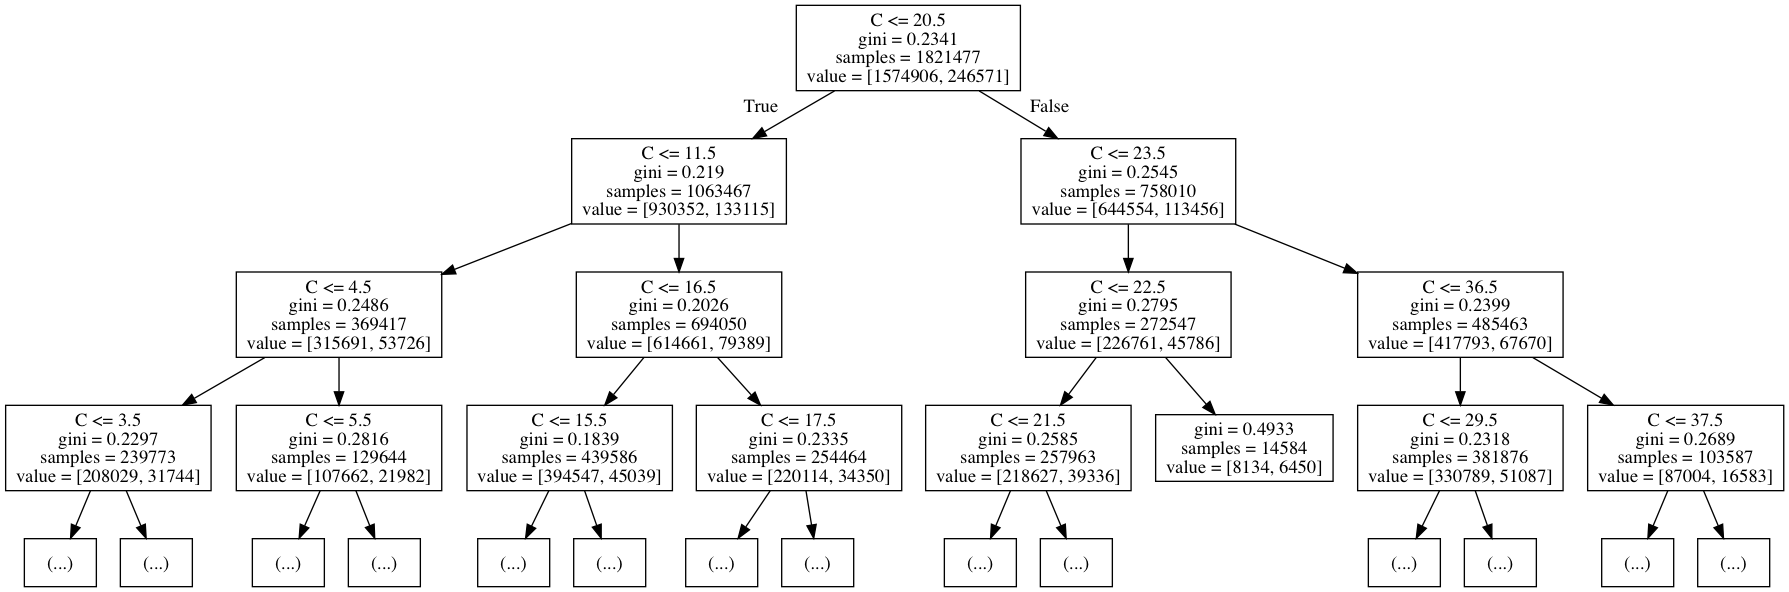 C <= 20.5
gini = 0.2341
samples = 1821477
value = [1574906, 246571]
True
False
C <= 11.5
gini = 0.219
samples = 1063467
value = [930352, 133115]
C <= 23.5
gini = 0.2545
samples = 758010
value = [644554, 113456]
C <= 4.5
gini = 0.2486
samples = 369417
value = [315691, 53726]
C <= 16.5
gini = 0.2026
samples = 694050
value = [614661, 79389]
C <= 22.5
gini = 0.2795
samples = 272547
value = [226761, 45786]
C <= 36.5
gini = 0.2399
samples = 485463
value = [417793, 67670]
C <= 3.5
gini = 0.2297
samples = 239773
value = [208029, 31744]
C <= 5.5
gini = 0.2816
samples = 129644
value = [107662, 21982]
C <= 15.5
gini = 0.1839
samples = 439586
value = [394547, 45039]
C <= 17.5
gini = 0.2335
samples = 254464
value = [220114, 34350]
C <= 21.5
gini = 0.2585
samples = 257963
value = [218627, 39336]
gini = 0.4933
samples = 14584
value = [8134, 6450]
C <= 29.5
gini = 0.2318
samples = 381876
value = [330789, 51087]
C <= 37.5
gini = 0.2689
samples = 103587
value = [87004, 16583]
(...)
(...)
(...)
(...)
(...)
(...)
(...)
(...)
(...)
(...)
(...)
(...)
(...)
(...)